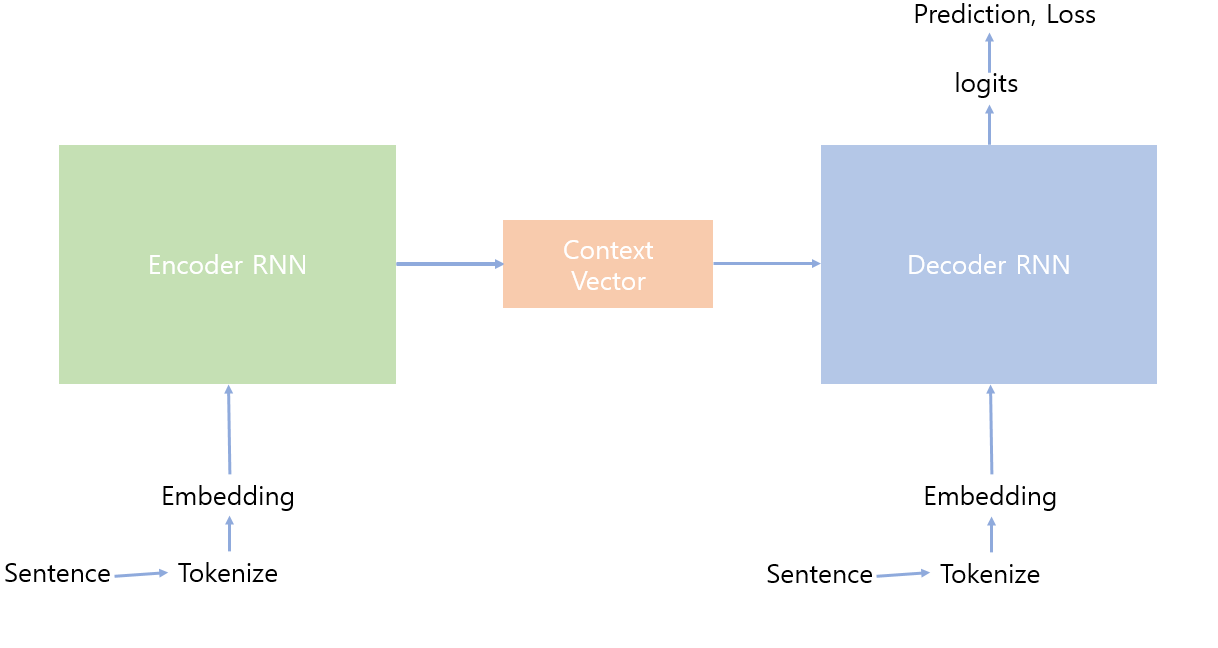 Prediction, Loss
logits
Encoder RNN
Context
Vector
Decoder RNN
Embedding
Embedding
Sentence
Tokenize
Sentence
Tokenize